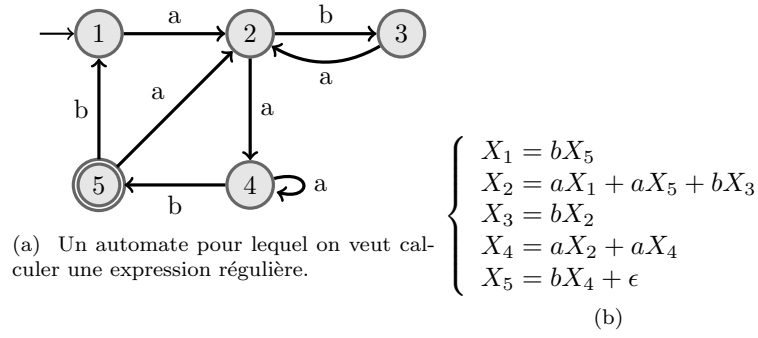 1
a
2
b
3
a
b
a
a
5
b
4
a
(a) Un automate pour lequel on veut cal-
culer une expression régulière.
X₁ = bX₅
X₂ = aX₁ + aX₅ + bX₃
X₃ = bX₂
X₄ = aX₂ + aX₄
X₅ = bX₄ + ϵ
(b)